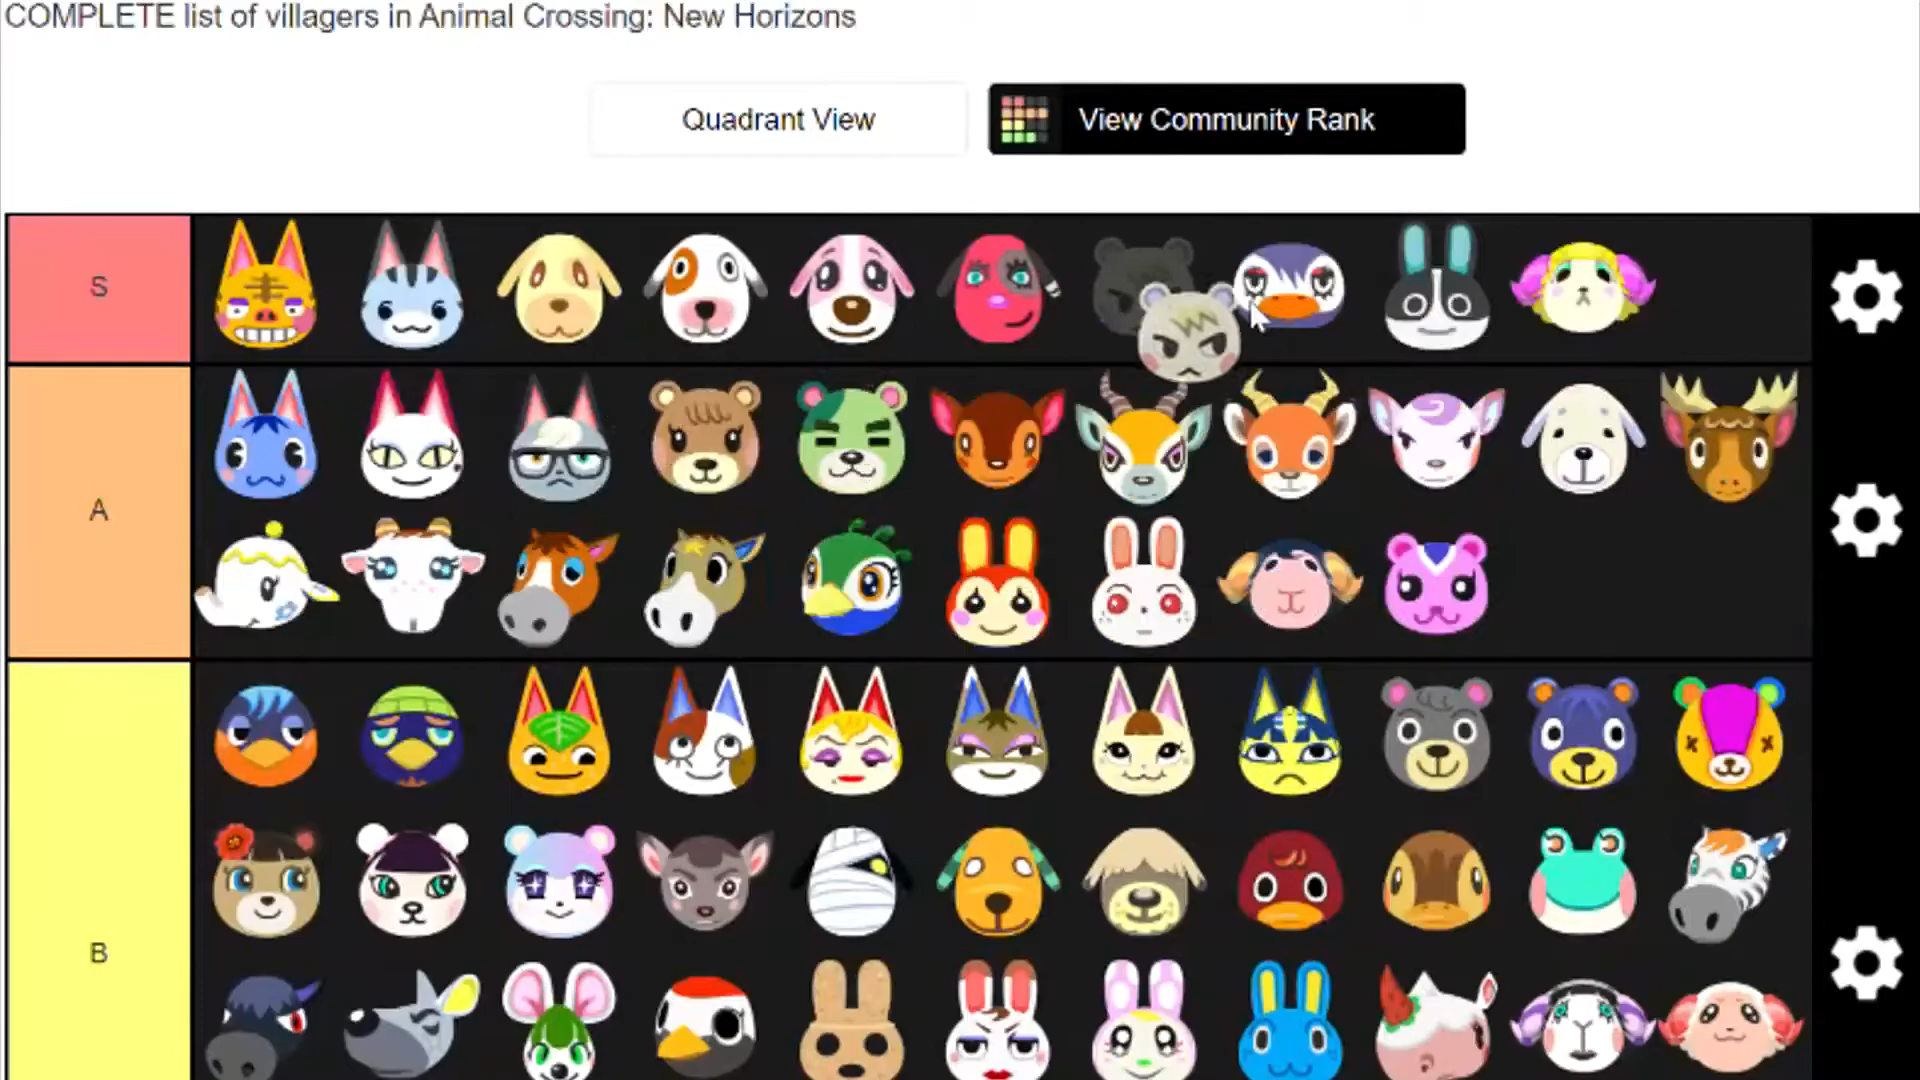 COMPLETE list of villagers in Animal Crossing: New Horizons
Quadrant View
View Community Rank
S
A
B